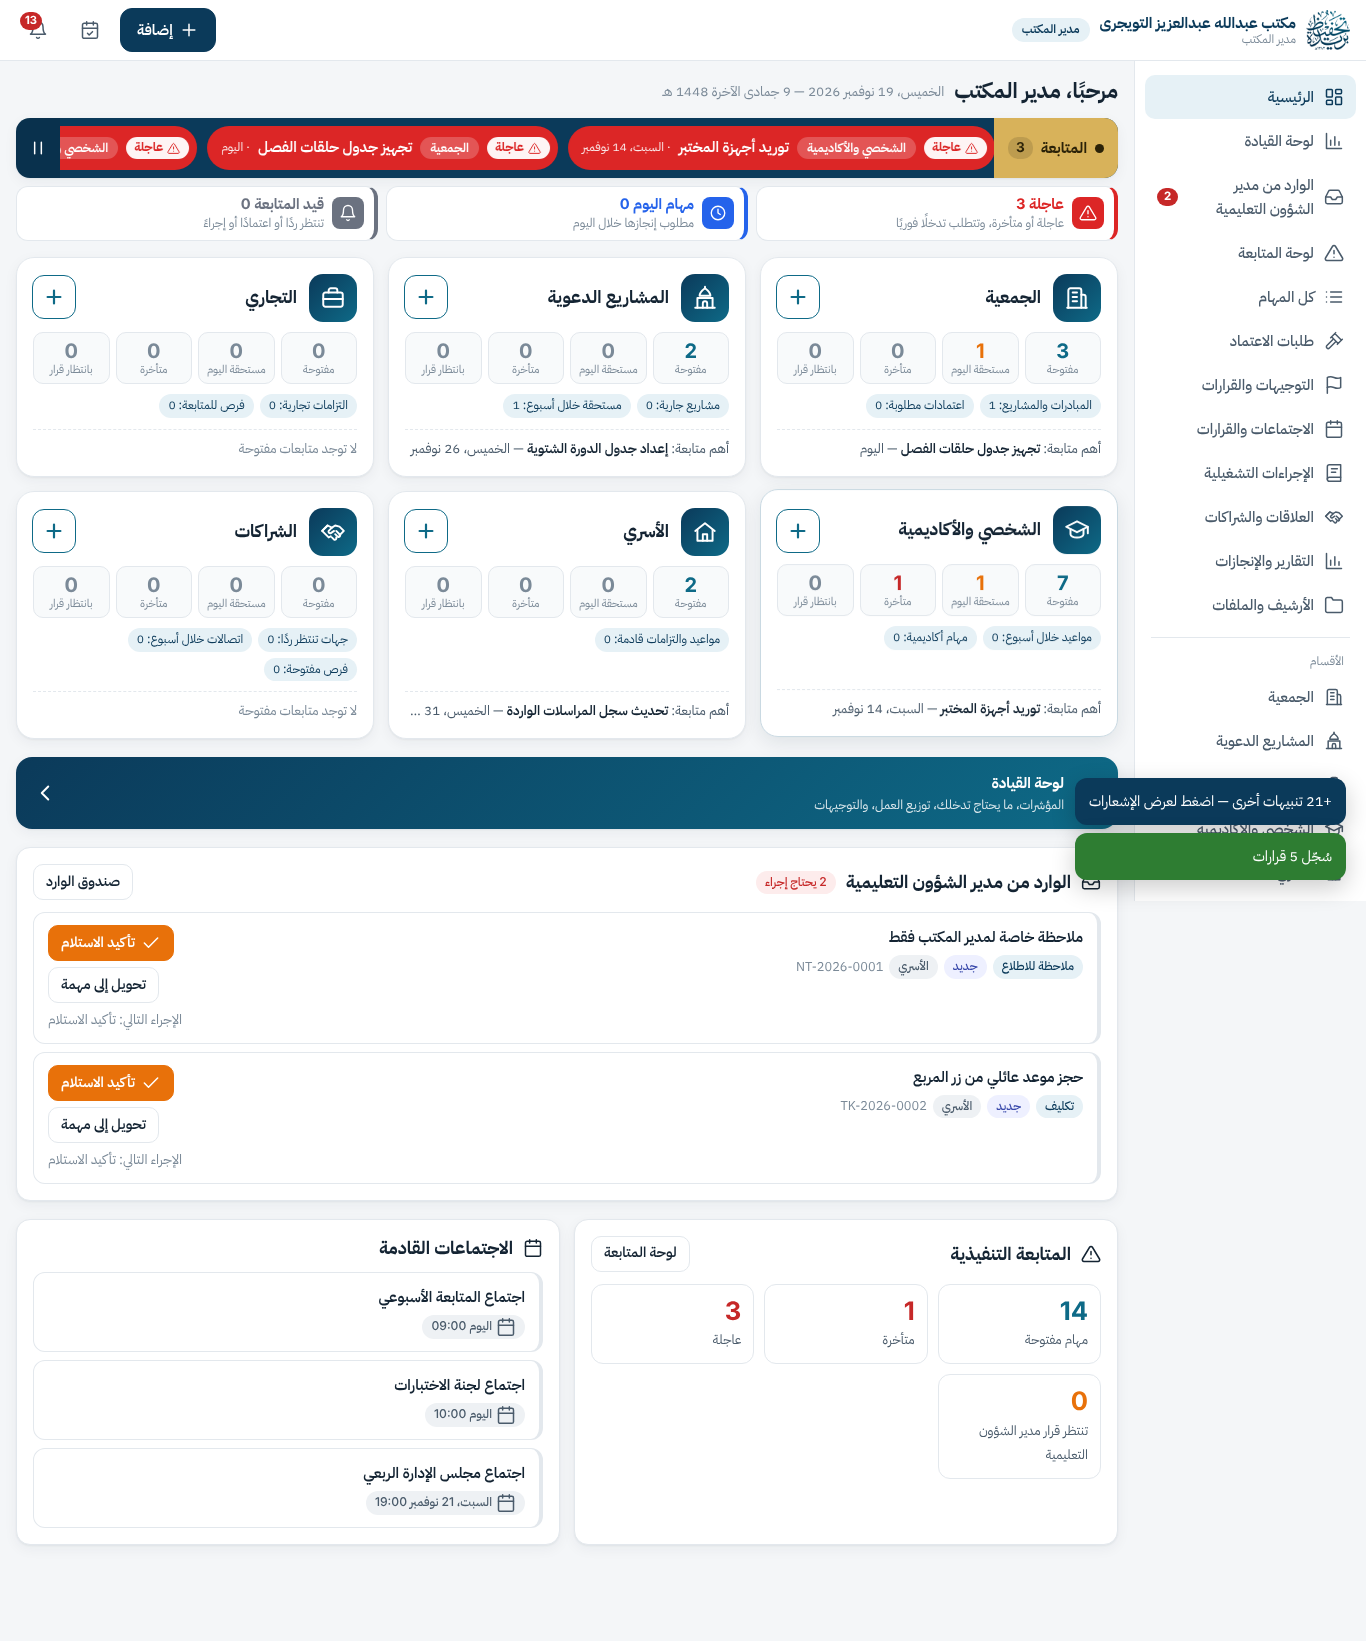 مكتب عبدالله عبدالعزيز التويجري
مدير المكتب
مدير المكتب
إضافة
13
الرئيسية
لوحة القيادة
الوارد من مدير
الشؤون التعليمية
2
لوحة المتابعة
كل المهام
طلبات الاعتماد
التوجيهات والقرارات
الاجتماعات والقرارات
الإجراءات التشغيلية
العلاقات والشراكات
التقارير والإنجازات
الأرشيف والملفات
الأقسام
الجمعية
المشاريع الدعوية
+21 تنبيهات أخرى — اضغط لعرض الإشعارات
سُجّل 5 قرارات
مرحبًا، مدير المكتب
الخميس، 19 نوفمبر 2026 — 9 جمادى الآخرة 1448 هـ
المتابعة 3
عاجلة الشخصي والأكاديمية توريد أجهزة المختبر · السبت، 14 نوفمبر
عاجلة الجمعية تجهيز جدول حلقات الفصل · اليوم
عاجلة الشخصي
عاجلة 3
عاجلة أو متأخرة، وتتطلب تدخلًا فوريًا
مهام اليوم 0
مطلوب إنجازها خلال اليوم
قيد المتابعة 0
تنتظر ردًا أو اعتمادًا أو إجراءً
الجمعية
3 مفتوحة
1 مستحقة اليوم
0 متأخرة
0 بانتظار قرار
المبادرات والمشاريع: 1
اعتمادات مطلوبة: 0
أهم متابعة: تجهيز جدول حلقات الفصل — اليوم
المشاريع الدعوية
2 مفتوحة
0 مستحقة اليوم
0 متأخرة
0 بانتظار قرار
مشاريع جارية: 0
مستحقة خلال أسبوع: 1
أهم متابعة: إعداد جدول الدورة الشتوية — الخميس، 26 نوفمبر
التجاري
0 مفتوحة
0 مستحقة اليوم
0 متأخرة
0 بانتظار قرار
التزامات تجارية: 0
فرص للمتابعة: 0
لا توجد متابعات مفتوحة
الشخصي والأكاديمية
7 مفتوحة
1 مستحقة اليوم
1 متأخرة
0 بانتظار قرار
مواعيد خلال أسبوع: 0
مهام أكاديمية: 0
أهم متابعة: توريد أجهزة المختبر — السبت، 14 نوفمبر
الأسري
2 مفتوحة
0 مستحقة اليوم
0 متأخرة
0 بانتظار قرار
مواعيد والتزامات قادمة: 0
أهم متابعة: تحديث سجل المراسلات الواردة — الخميس، 31 ...
الشراكات
0 مفتوحة
0 مستحقة اليوم
0 متأخرة
0 بانتظار قرار
جهات تنتظر ردًا: 0
اتصالات خلال أسبوع: 0
فرص مفتوحة: 0
لا توجد متابعات مفتوحة
لوحة القيادة
المؤشرات، ما يحتاج تدخلك، توزيع العمل، والتوجيهات
الوارد من مدير الشؤون التعليمية
2 يحتاج إجراء
صندوق الوارد
ملاحظة خاصة لمدير المكتب فقط
ملاحظة للاطلاع جديد الأسري NT-2026-0001
تأكيد الاستلام
تحويل إلى مهمة
الإجراء التالي: تأكيد الاستلام
حجز موعد عائلي من زر المربع
تكليف جديد الأسري TK-2026-0002
تأكيد الاستلام
تحويل إلى مهمة
الإجراء التالي: تأكيد الاستلام
المتابعة التنفيذية
لوحة المتابعة
14 مهام مفتوحة
1 متأخرة
3 عاجلة
0
تنتظر قرار مدير الشؤون
التعليمية
الاجتماعات القادمة
اجتماع المتابعة الأسبوعي
اليوم 09:00
اجتماع لجنة الاختبارات
اليوم 10:00
اجتماع مجلس الإدارة الربعي
السبت، 21 نوفمبر 19:00